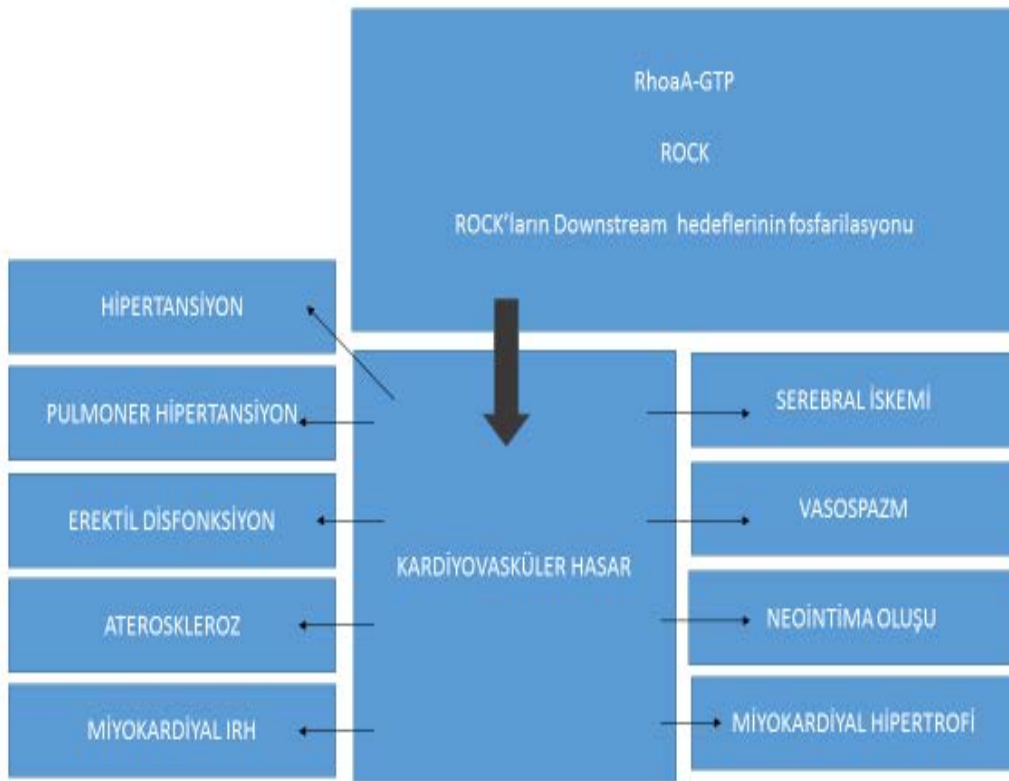 RhoaA-GTP
ROCK
ROCK'ların Downstream hedeflerinin fosfarilasyonu
HİPERTANSİYON
PULMONER HİPERTANSİYON
EREKTİL DİSFONKSİYON
ATEROSKLEROZ
MİYOKARDİYAL IRH
KARDİYOVASKÜLER HASAR
SEREBRAL İSKEMİ
VASOSPAZM
NEOİNTİMA OLUŞU
MİYOKARDİYAL HİPERTROFİ